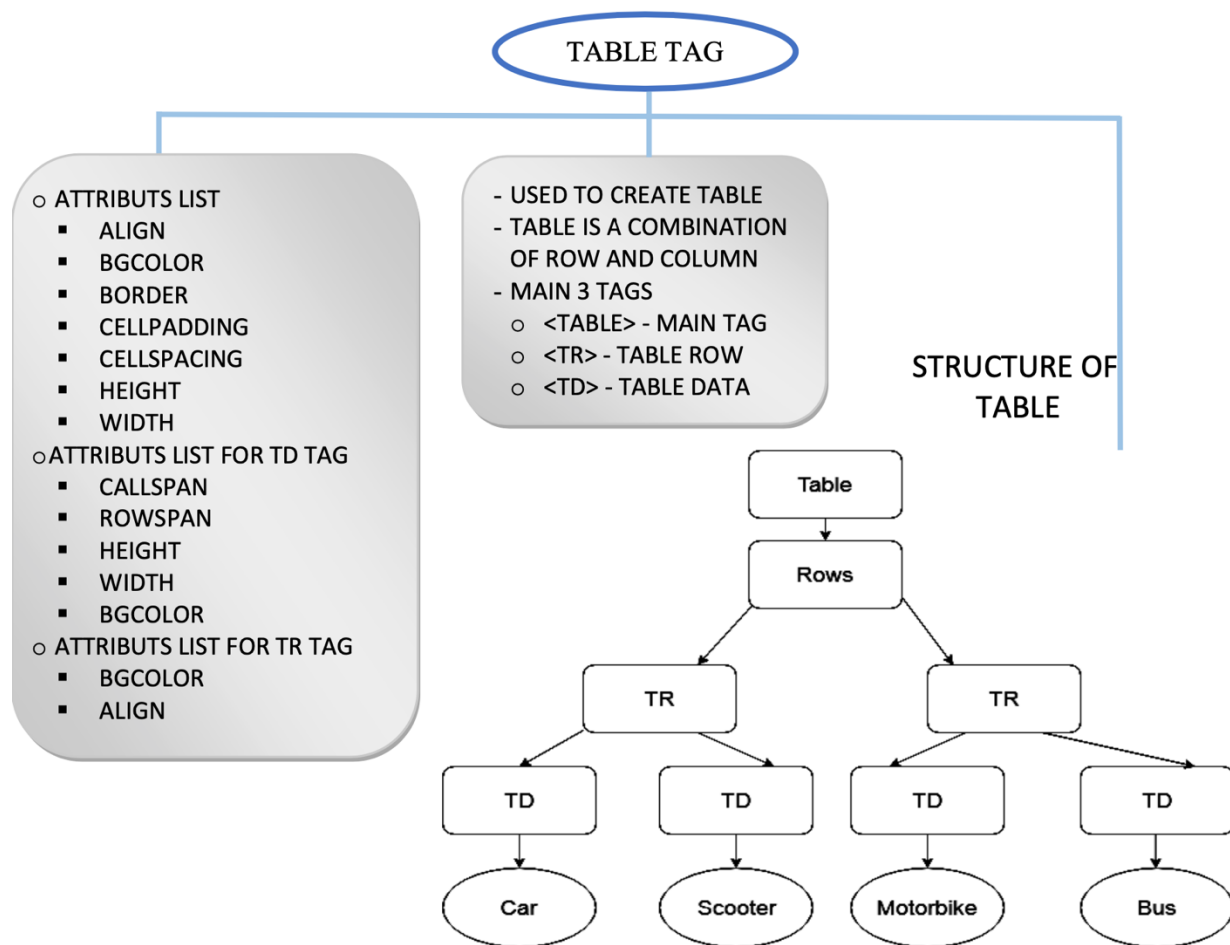 TABLE TAG
○ ATTRIBUTS LIST
▪ ALIGN
▪ BGCOLOR
▪ BORDER
▪ CELLPADDING
▪ CELLSPACING
▪ HEIGHT
▪ WIDTH
○ ATTRIBUTS LIST FOR TD TAG
▪ CALLSPAN
▪ ROWSPAN
▪ HEIGHT
▪ WIDTH
▪ BGCOLOR
○ ATTRIBUTS LIST FOR TR TAG
▪ BGCOLOR
▪ ALIGN
- USED TO CREATE TABLE
- TABLE IS A COMBINATION
OF ROW AND COLUMN
- MAIN 3 TAGS
○ <TABLE> - MAIN TAG
○ <TR> - TABLE ROW
○ <TD> - TABLE DATA
STRUCTURE OF
TABLE
Table
Rows
TR TR
TD TD TD TD
Car Scooter Motorbike Bus